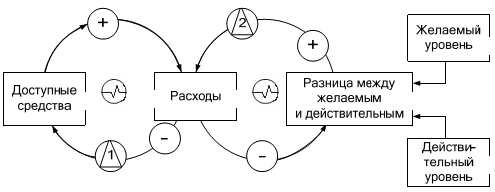 2
+
+
Желаемый
уровень
Доступные
средства
Расходы
Разница между
желаемым
и действительным
1
-
-
Действи-
тельный
уровень